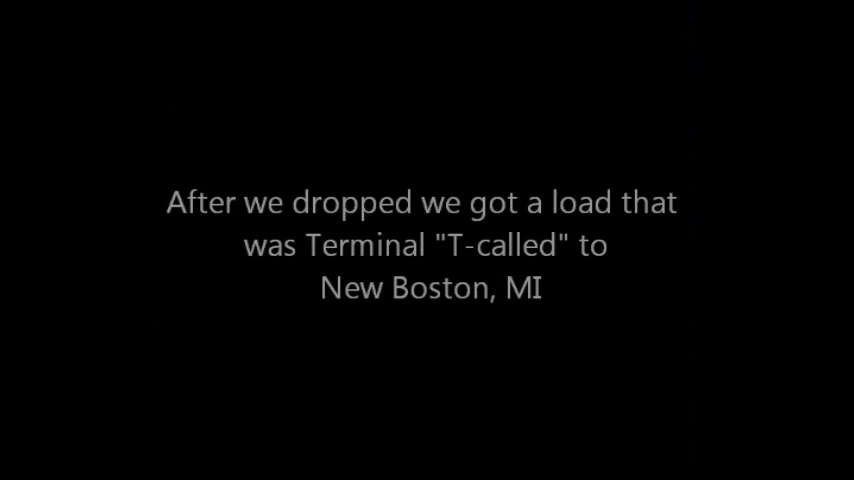 After we dropped we got a load that
was Terminal "T-called" to
New Boston, MI